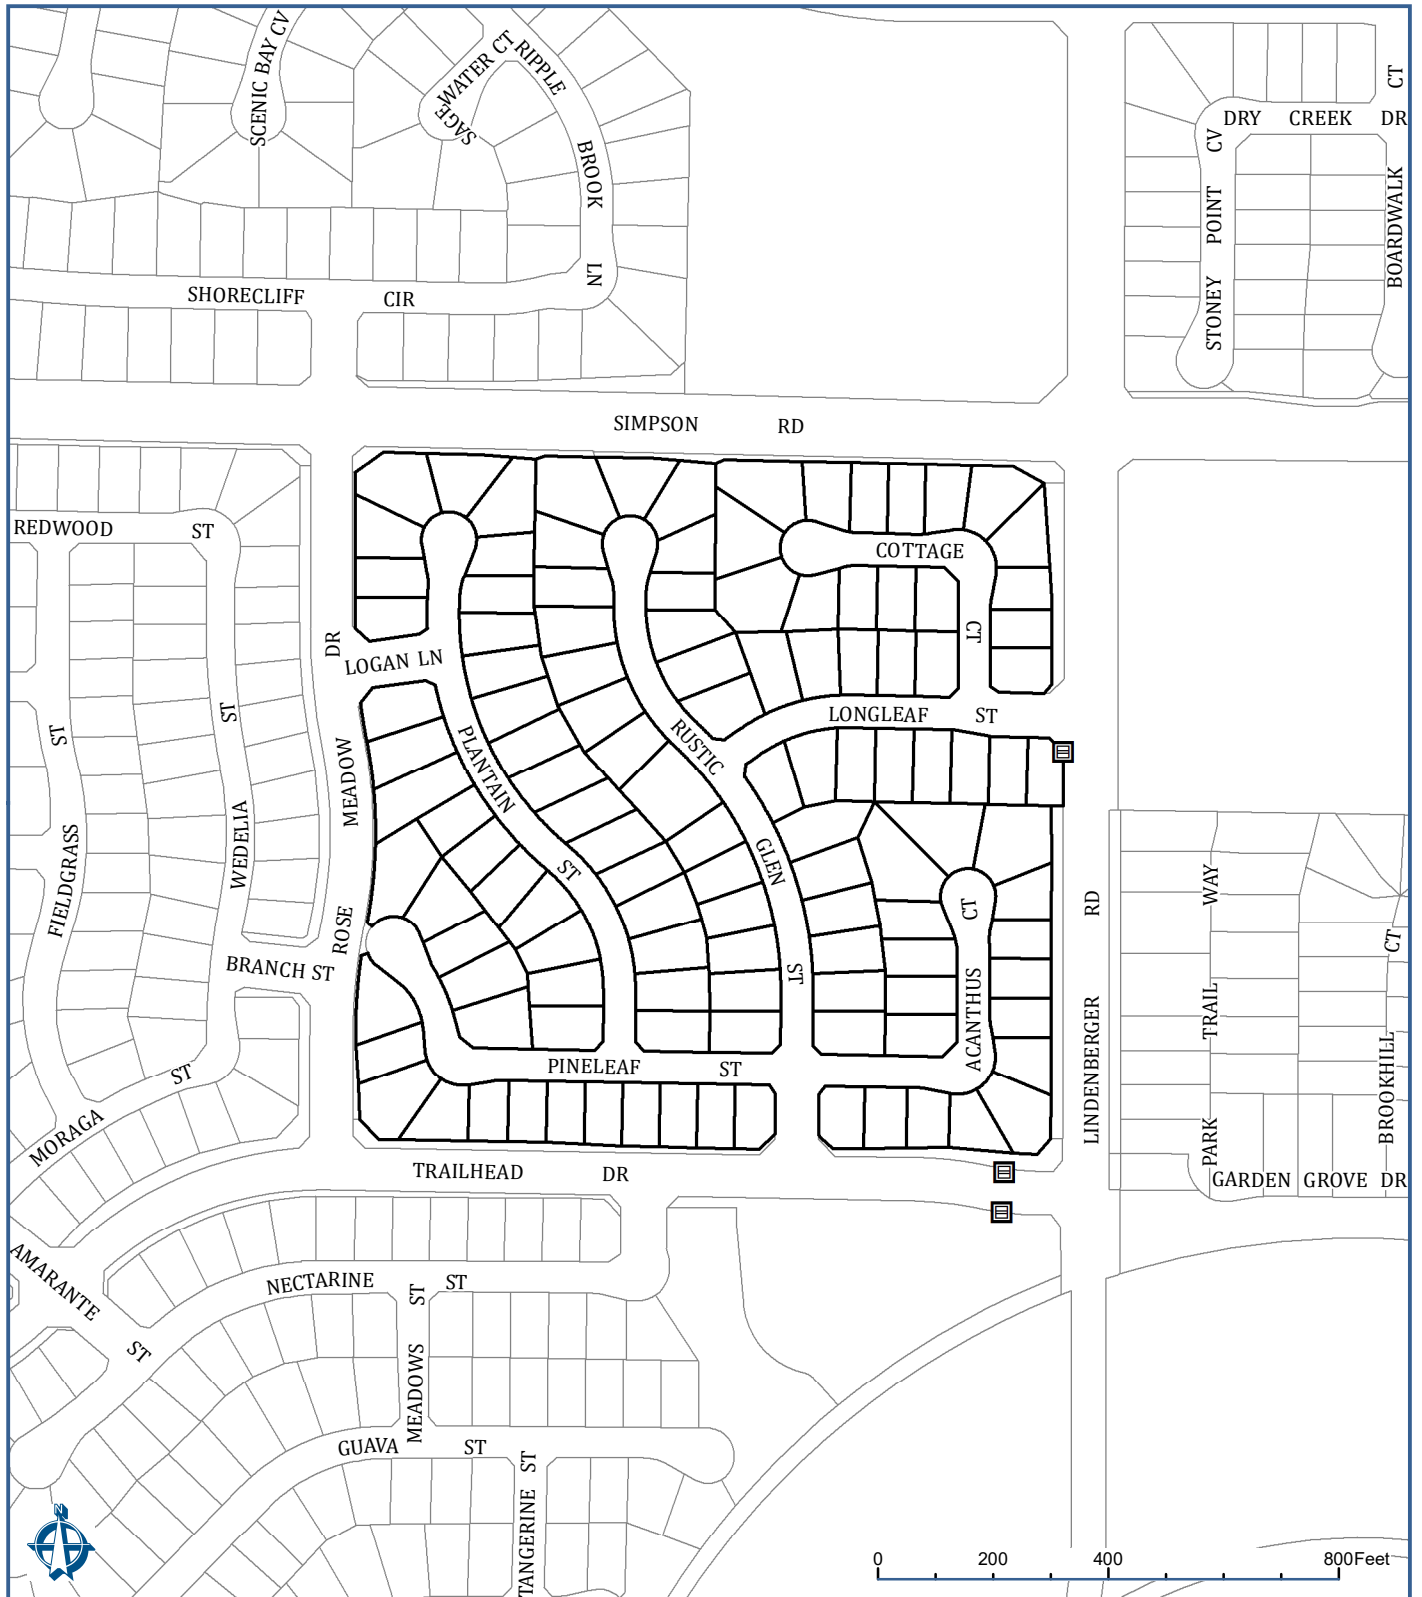 SCENIC BAY CV
SAGE WATER CT
RIPPLE BROOK LN
CT
DRY CREEK DR
STONEY POINT CV
BOARDWALK
SHORECLIFF CIR
SIMPSON RD
REDWOOD ST
COTTAGE CT
MEADOW ROSE DR
LOGAN LN
LONGLEAF ST
FIELDGRASS ST
WEDELIA ST
PLANTAIN ST
RUSTIC GLEN ST
BRANCH ST
ACANTHUS CT
LINDENBERGER RD
PARK TRAIL WAY
BROOKHILL CT
PINELEAF ST
MORAGA ST
TRAILHEAD DR
GARDEN GROVE DR
AMARANTE ST
NECTARINE ST
MEADOWS ST
GUAVA ST
TANGERINE ST
N
0 200 400 800Feet